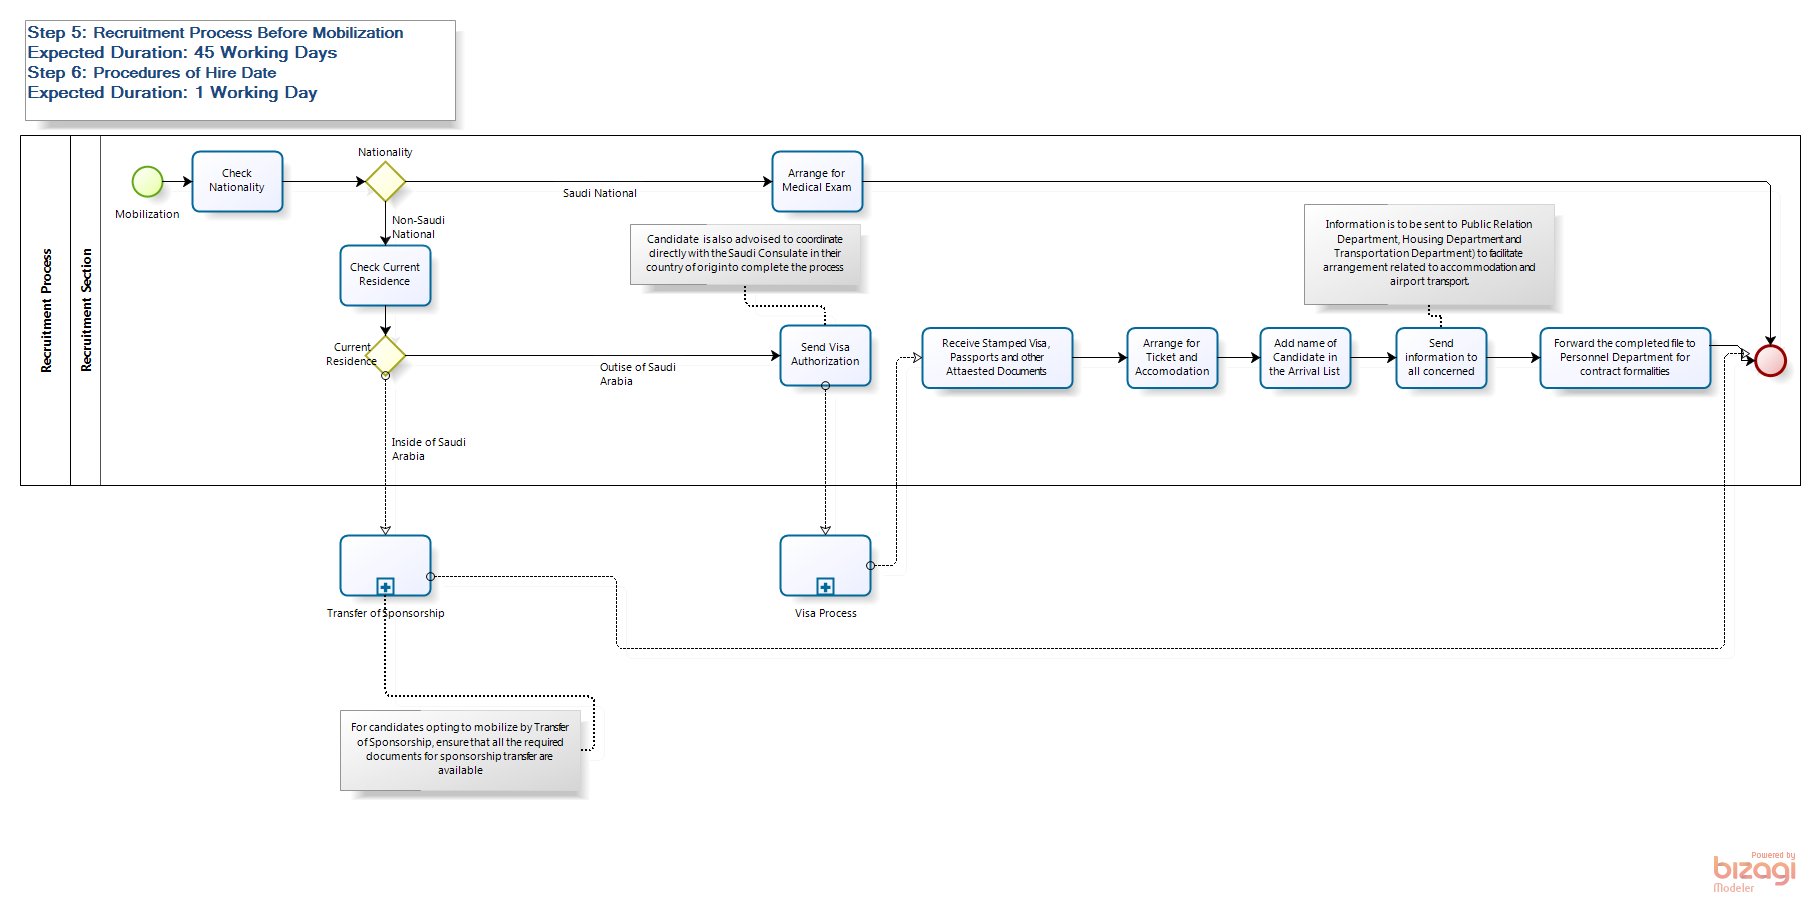 Step 5: Recruitment Process Before Mobilization
Expected Duration: 45 Working Days
Step 6: Procedures of Hire Date
Expected Duration: 1 Working Day
Recruitment Process
Recruitment Section
Mobilization
Check
Nationality
Nationality
Saudi National
Arrange for
Medical Exam
Non-Saudi
National
Check Current
Residence
Candidate is also advoised to coordinate
directly with the Saudi Consulate in their
country of origin to complete the process
Information is to be sent to Public Relation
Department, Housing Department and
Transportation Department) to facilitate
arrangement related to accommodation and
airport transport.
Current
Residence
Outise of Saudi
Arabia
Send Visa
Authorization
Receive Stamped Visa,
Passports and other
Attaested Documents
Arrange for
Ticket and
Accomodation
Add name of
Candidate in
the Arrival List
Send
information to
all concerned
Forward the completed file to
Personnel Department for
contract formalities
Inside of Saudi
Arabia
Transfer of Sponsorship
Visa Process
For candidates opting to mobilize by Transfer
of Sponsorship, ensure that all the required
documents for sponsorship transfer are
available
Powered by
bizagi
Modeler